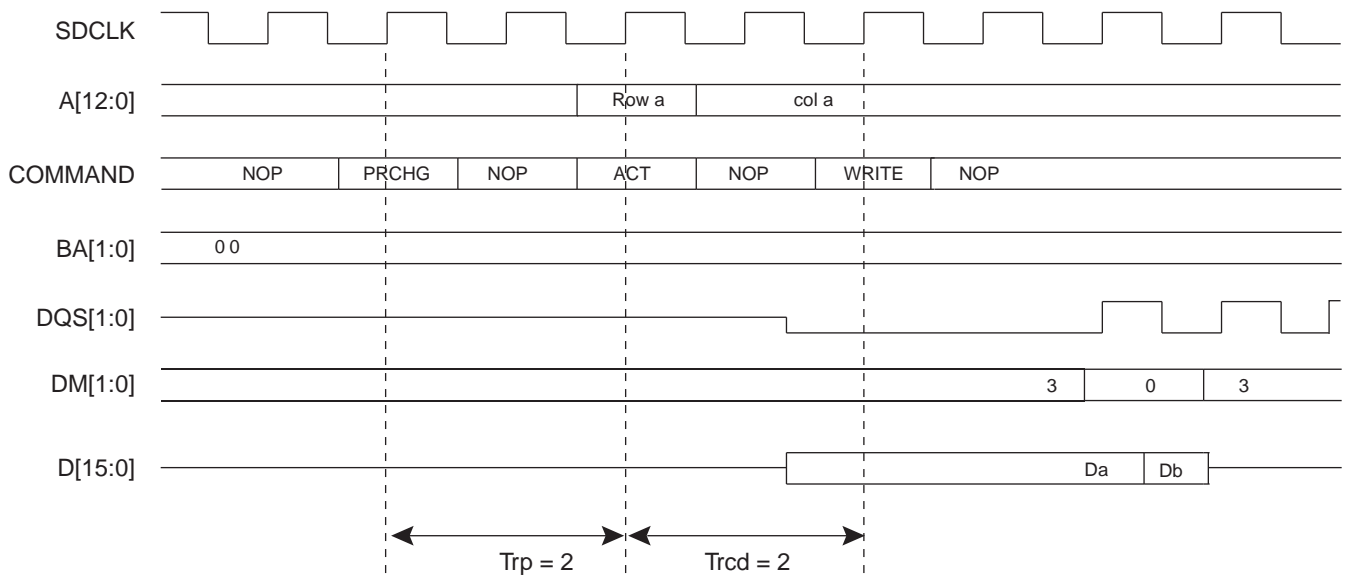 SDCLK
A[12:0] Row a col a
COMMAND NOP PRCHG NOP ACT NOP WRITE NOP
BA[1:0] 0 0
DQS[1:0]
DM[1:0] 3 0 3
D[15:0] Da Db
Trp = 2 Trcd = 2